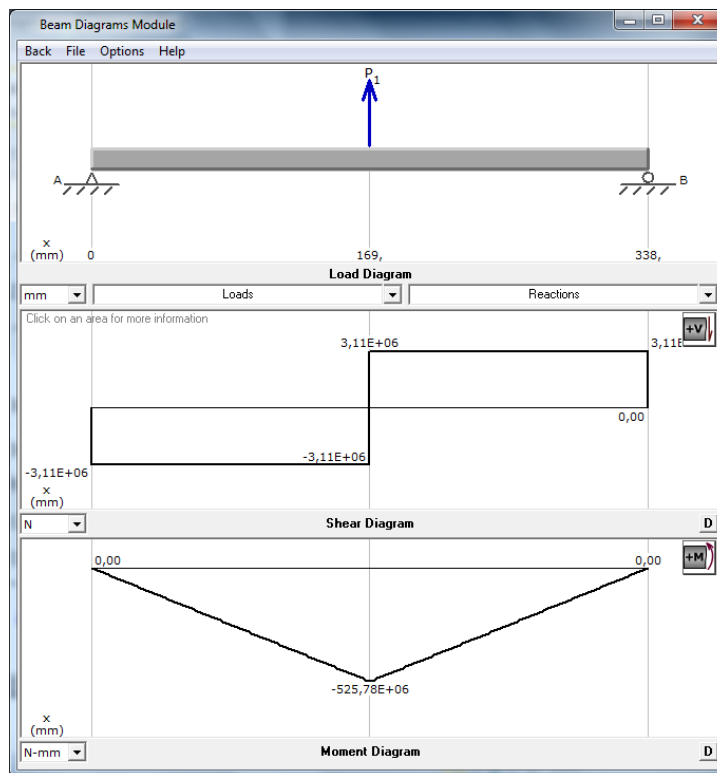 Beam Diagrams Module
Back File Options Help
P1
A B
x
(mm) 0 169, 338,
Load Diagram
mm Loads Reactions
Click on an area for more information
+V
3,11E+06 3,11E
0,00
-3,11E+06
-3,11E+06
x
(mm)
N Shear Diagram D
+M
0,00 0,00
-525,78E+06
x
(mm)
N-mm Moment Diagram D